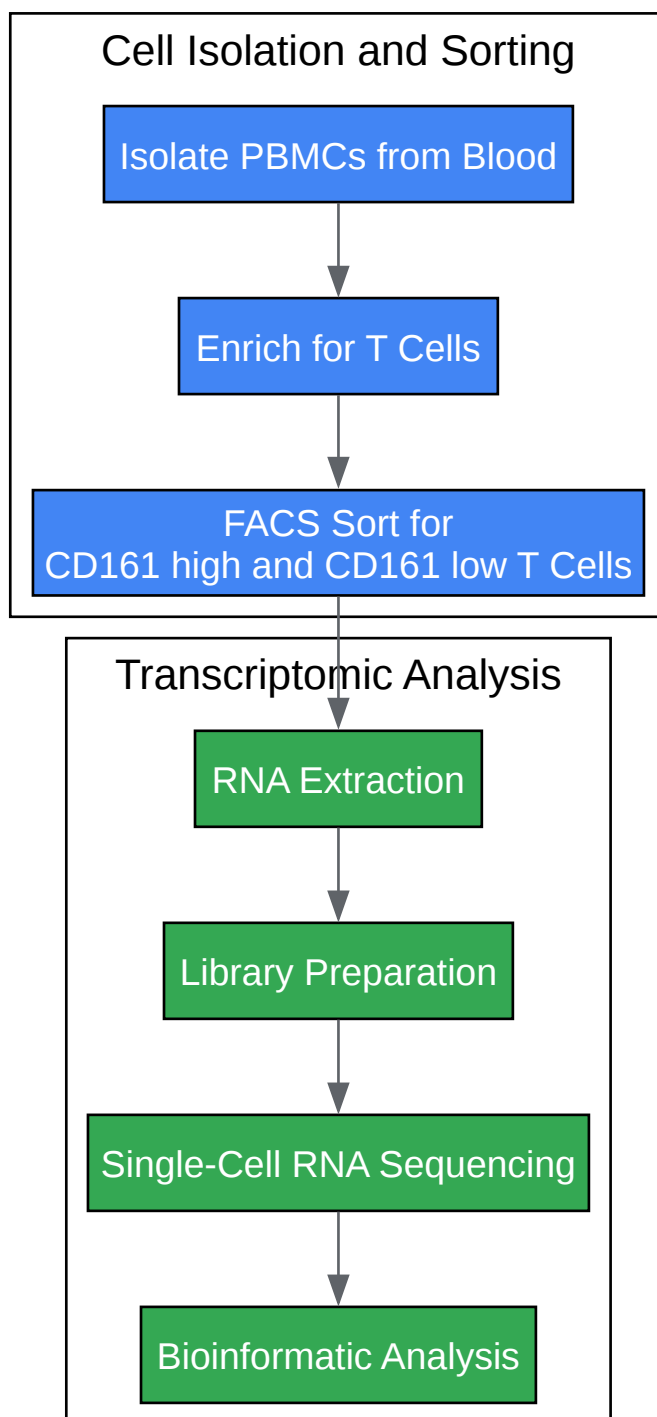 Cell Isolation and Sorting
Isolate PBMCs from Blood
Enrich for T Cells
FACS Sort for
CD161 high and CD161 low T Cells
Transcriptomic Analysis
RNA Extraction
Library Preparation
Single-Cell RNA Sequencing
Bioinformatic Analysis